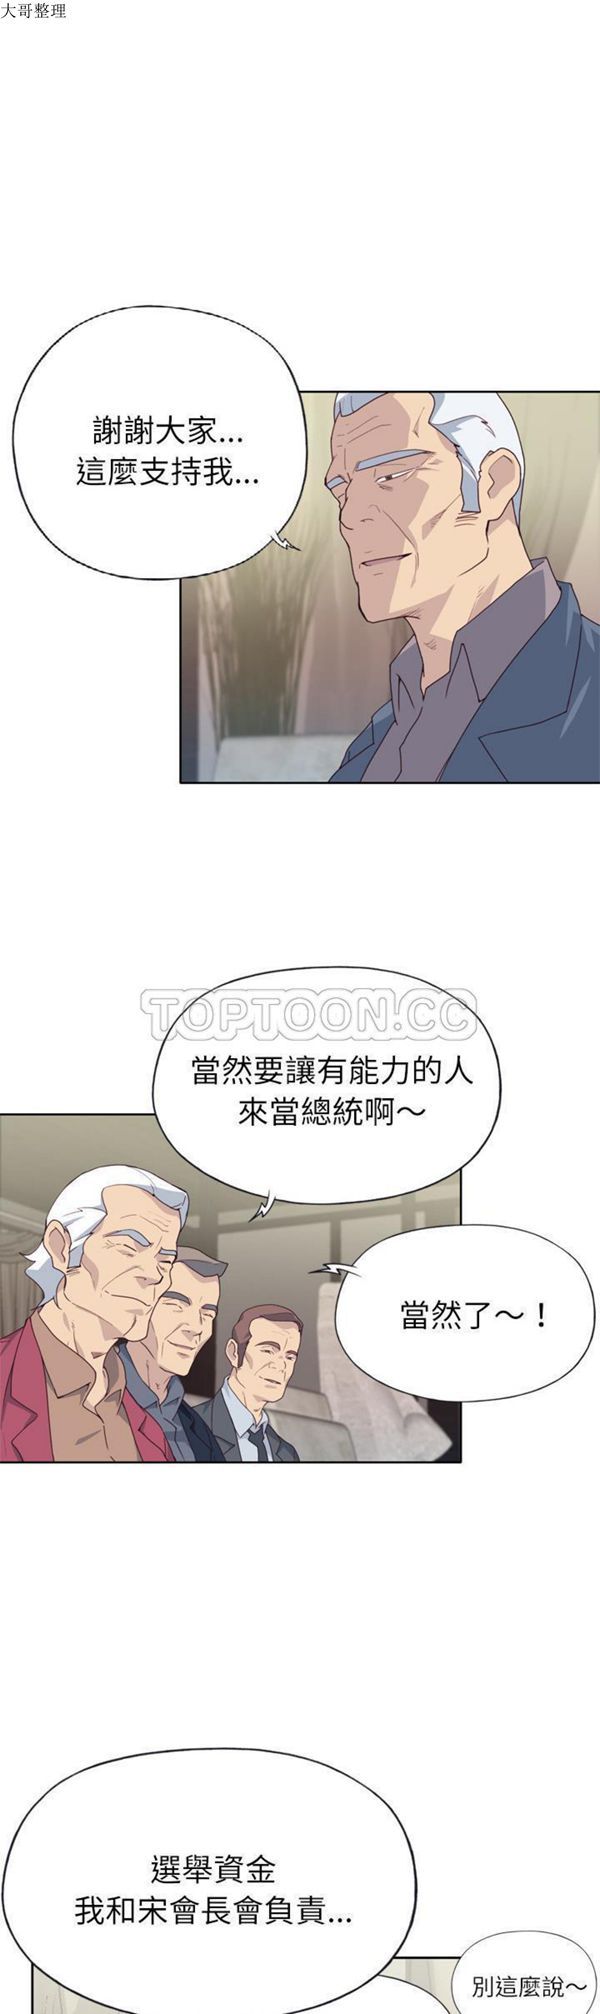 大哥整理
謝謝大家...
這麼支持我...
TOPTOON.CC
當然要讓有能力的人
來當總統啊～
當然了～！
選舉資金
我和宋會長會負責...
別這麼說～